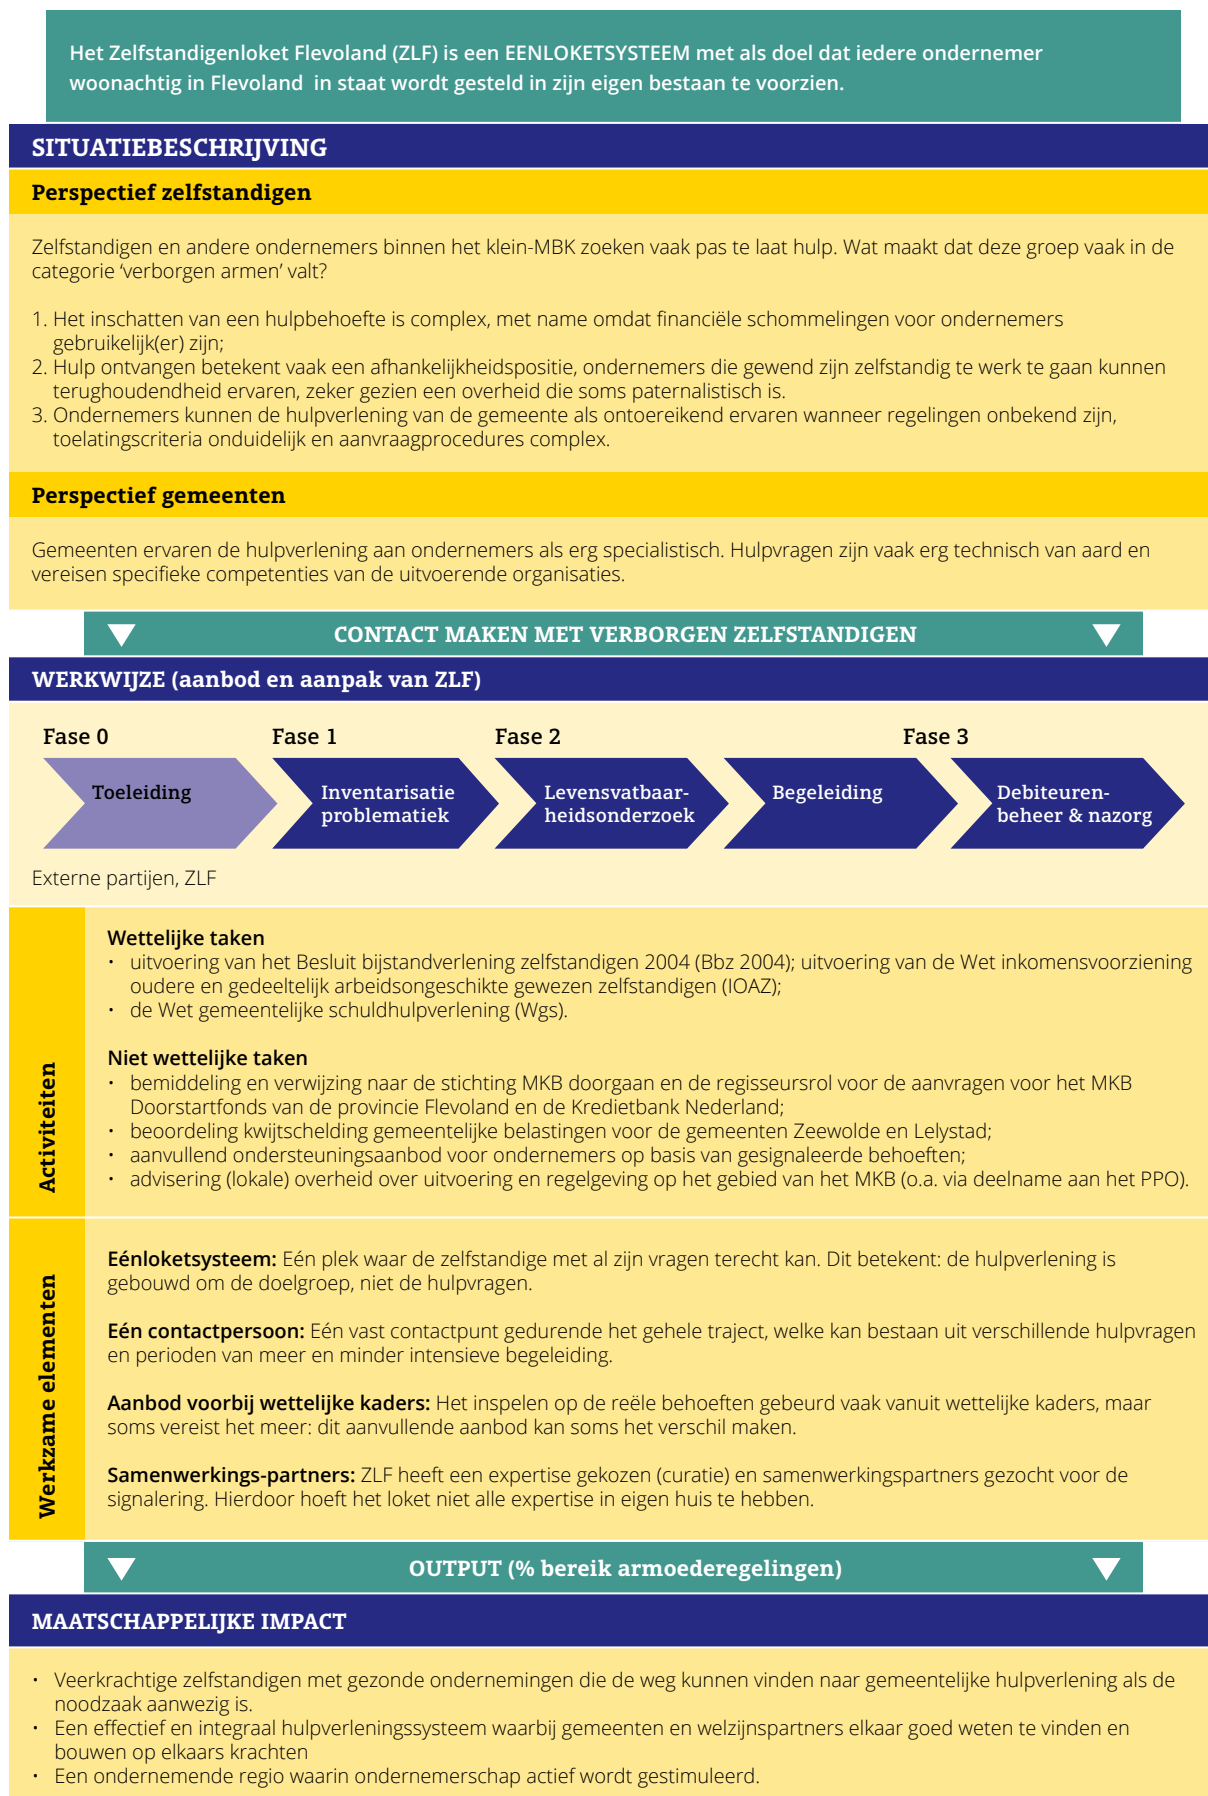 Het Zelfstandigenloket Flevoland (ZLF) is een EENLOKETSYSTEEM met als doel dat iedere ondernemer
woonachtig in Flevoland in staat wordt gesteld in zijn eigen bestaan te voorzien.
SITUATIEBESCHRIJVING
Perspectief zelfstandigen
Zelfstandigen en andere ondernemers binnen het klein-MBK zoeken vaak pas te laat hulp. Wat maakt dat deze groep vaak in de
categorie ‘verborgen armen’ valt?
1. Het inschatten van een hulpbehoefte is complex, met name omdat financiële schommelingen voor ondernemers
gebruikelijk(er) zijn;
2. Hulp ontvangen betekent vaak een afhankelijkheidspositie, ondernemers die gewend zijn zelfstandig te werk te gaan kunnen
terughoudendheid ervaren, zeker gezien een overheid die soms paternalistisch is.
3. Ondernemers kunnen de hulpverlening van de gemeente als ontoereikend ervaren wanneer regelingen onbekend zijn,
toelatingscriteria onduidelijk en aanvraagprocedures complex.
Perspectief gemeenten
Gemeenten ervaren de hulpverlening aan ondernemers als erg specialistisch. Hulpvragen zijn vaak erg technisch van aard en
vereisen specifieke competenties van de uitvoerende organisaties.
CONTACT MAKEN MET VERBORGEN ZELFSTANDIGEN
WERKWIJZE (aanbod en aanpak van ZLF)
Fase 0 Fase 1 Fase 2 Fase 3
Toeleiding
Inventarisatie
problematiek
Levensvatbaar-
heidsonderzoek
Begeleiding
Debiteuren-
beheer & nazorg
Externe partijen, ZLF
Activiteiten
Wettelijke taken
• uitvoering van het Besluit bijstandverlening zelfstandigen 2004 (Bbz 2004); uitvoering van de Wet inkomensvoorziening
oudere en gedeeltelijk arbeidsongeschikte gewezen zelfstandigen (IOAZ);
• de Wet gemeentelijke schuldhulpverlening (Wgs).
Niet wettelijke taken
• bemiddeling en verwijzing naar de stichting MKB doorgaan en de regisseursrol voor de aanvragen voor het MKB
Doorstartfonds van de provincie Flevoland en de Kredietbank Nederland;
• beoordeling kwijtschelding gemeentelijke belastingen voor de gemeenten Zeewolde en Lelystad;
• aanvullend ondersteuningsaanbod voor ondernemers op basis van gesignaleerde behoeften;
• advisering (lokale) overheid over uitvoering en regelgeving op het gebied van het MKB (o.a. via deelname aan het PPO).
Werkzame elementen
Eénloketsysteem: Eén plek waar de zelfstandige met al zijn vragen terecht kan. Dit betekent: de hulpverlening is
gebouwd om de doelgroep, niet de hulpvragen.
Eén contactpersoon: Eén vast contactpunt gedurende het gehele traject, welke kan bestaan uit verschillende hulpvragen
en perioden van meer en minder intensieve begeleiding.
Aanbod voorbij wettelijke kaders: Het inspelen op de reële behoeften gebeurd vaak vanuit wettelijke kaders, maar
soms vereist het meer: dit aanvullende aanbod kan soms het verschil maken.
Samenwerkings-partners: ZLF heeft een expertise gekozen (curatie) en samenwerkingspartners gezocht voor de
signalering. Hierdoor hoeft het loket niet alle expertise in eigen huis te hebben.
OUTPUT (% bereik armoederegelingen)
MAATSCHAPPELIJKE IMPACT
• Veerkrachtige zelfstandigen met gezonde ondernemingen die de weg kunnen vinden naar gemeentelijke hulpverlening als de
noodzaak aanwezig is.
• Een effectief en integraal hulpverleningssysteem waarbij gemeenten en welzijnspartners elkaar goed weten te vinden en
bouwen op elkaars krachten
• Een ondernemende regio waarin ondernemerschap actief wordt gestimuleerd.